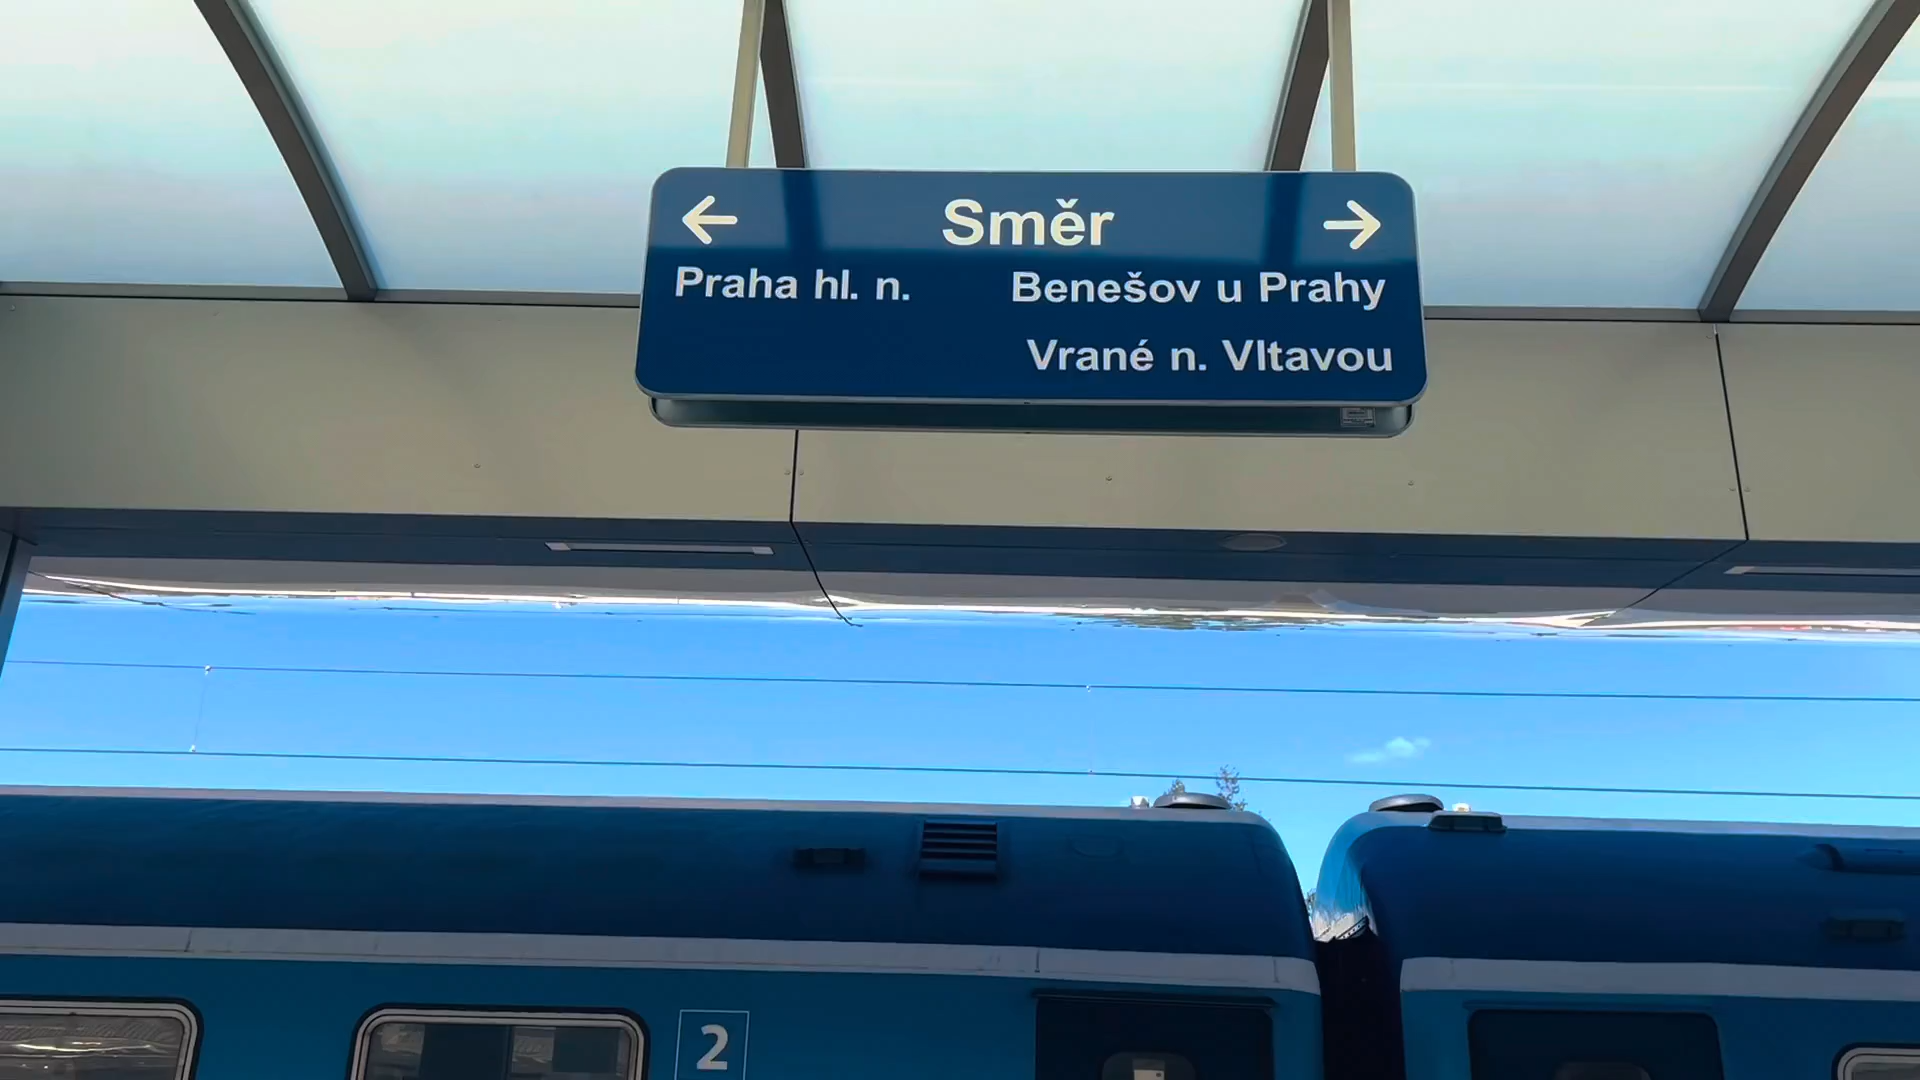 ← Směr →
Praha hl. n.
Benešov u Prahy
Vrané n. Vltavou
2